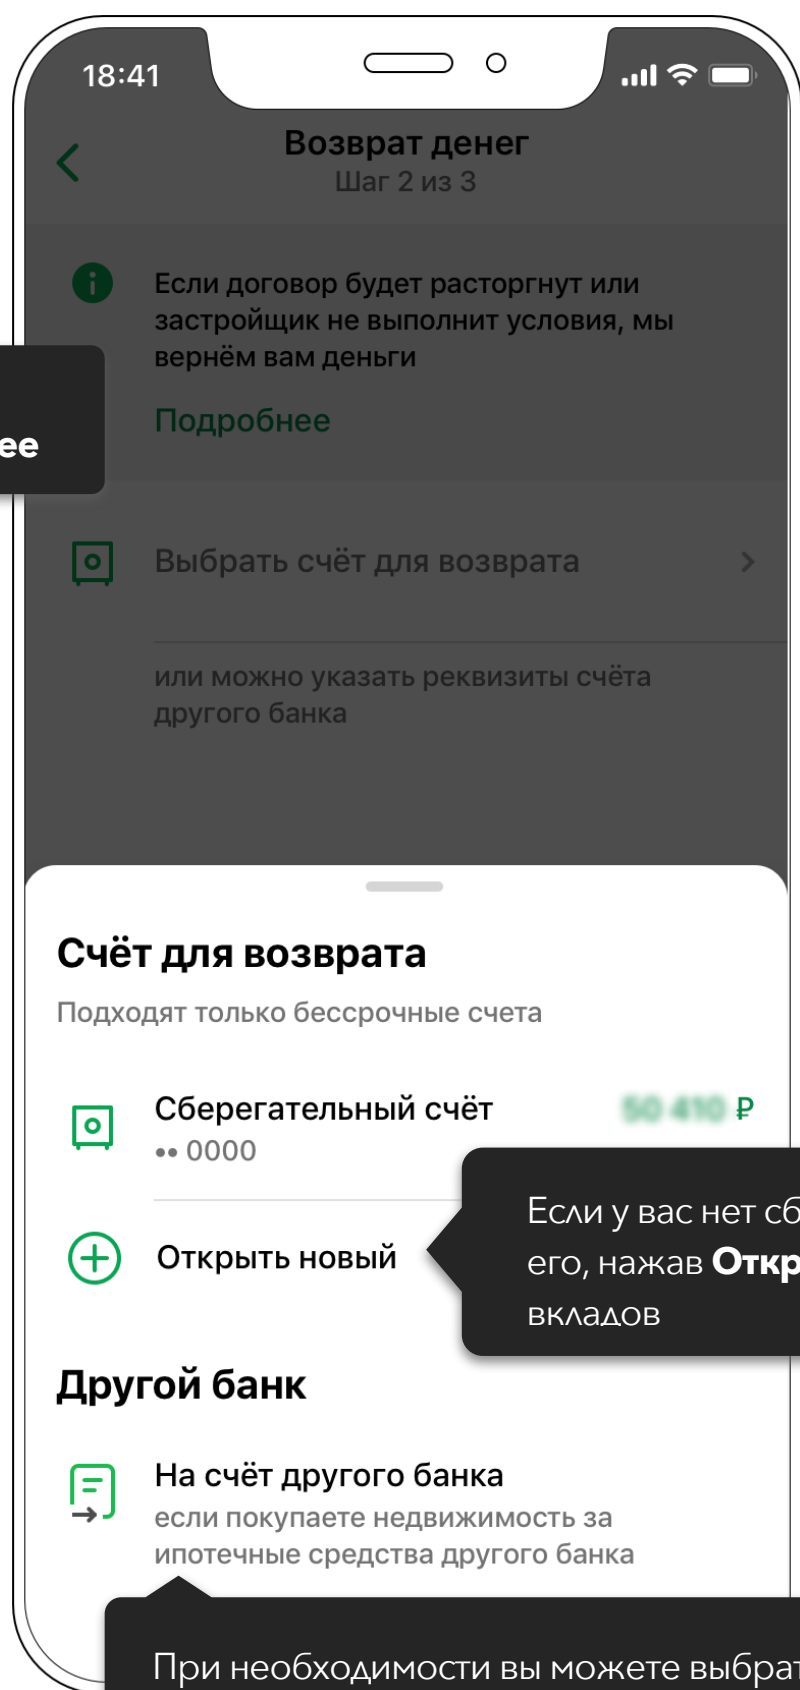 18:41
Возврат денег
Шаг 2 из 3
Если договор будет расторгнут или
застройщик не выполнит условия, мы
вернём вам деньги
Подробнее
ее
Выбрать счёт для возврата
или можно указать реквизиты счёта
другого банка
Счёт для возврата
Подходят только бессрочные счета
Сберегательный счёт
50 410 ₽
•• 0000
Открыть новый
Если у вас нет сб
его, нажав Откр
вкладов
Другой банк
На счёт другого банка
если покупаете недвижимость за
ипотечные средства другого банка
При необходимости вы можете выбрат